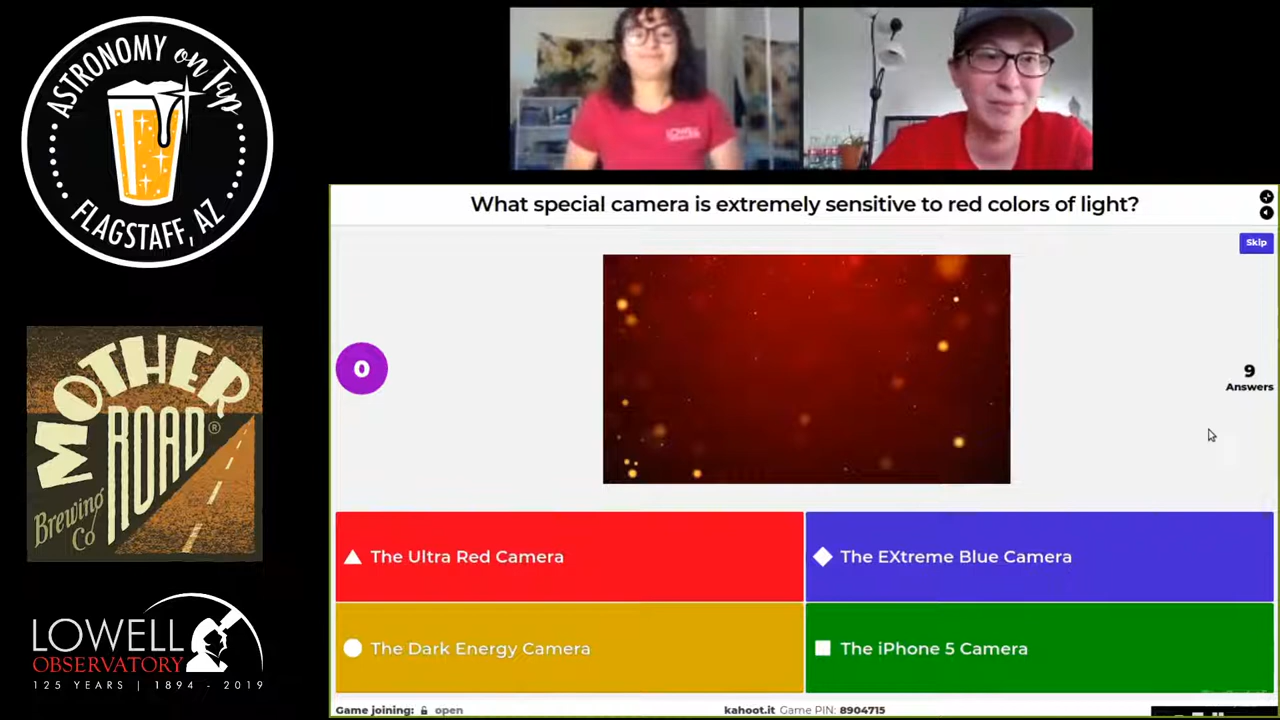 ASTRONOMY on Tap
FLAGSTAFF, AZ
MOTHER
ROAD®
Brewing
Co
LOWELL
OBSERVATORY
125 YEARS | 1894 - 2019
LOWELL
What special camera is extremely sensitive to red colors of light?
Skip
0
9
Answers
The Ultra Red Camera
The EXtreme Blue Camera
The Dark Energy Camera
The iPhone 5 Camera
Game joining: open
kahoot.it Game PIN: 8904715